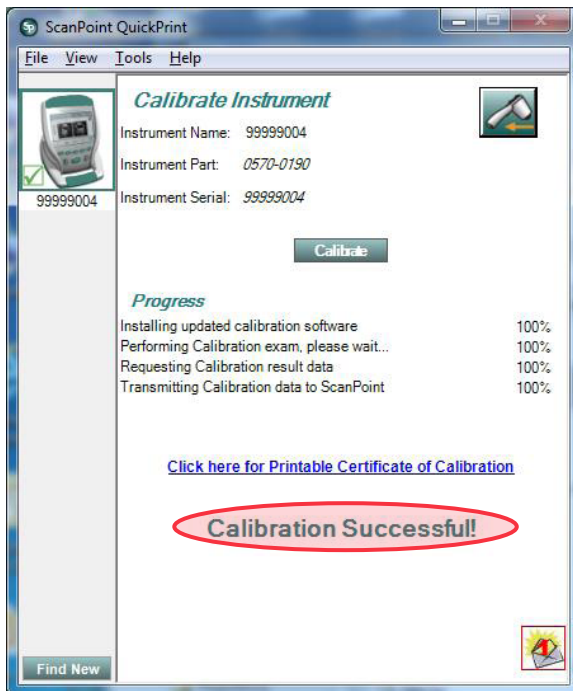 ScanPoint QuickPrint
File View Tools Help
Calibrate Instrument
Instrument Name: 99999004
Instrument Part: 0570-0190
99999004
Instrument Serial: 99999004
Calibrate
Progress
Installing updated calibration software 100%
Performing Calibration exam, please wait... 100%
Requesting Calibration result data 100%
Transmitting Calibration data to ScanPoint 100%
Click here for Printable Certificate of Calibration
Calibration Successful!
Find New